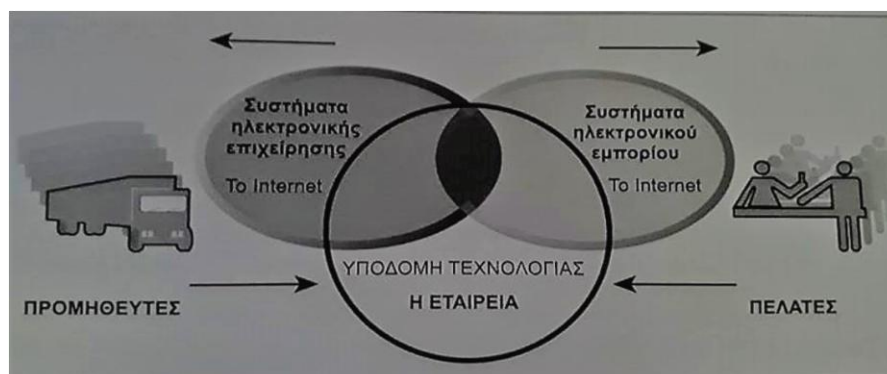 Συστήματα
ηλεκτρονικής
επιχείρησης
Το Internet
Συστήματα
ηλεκτρονικού
εμπορίου
Το Internet
ΥΠΟΔΟΜΗ ΤΕΧΝΟΛΟΓΙΑΣ
Η ΕΤΑΙΡΕΙΑ
ΠΡΟΜΗΘΕΥΤΕΣ
ΠΕΛΑΤΕΣ